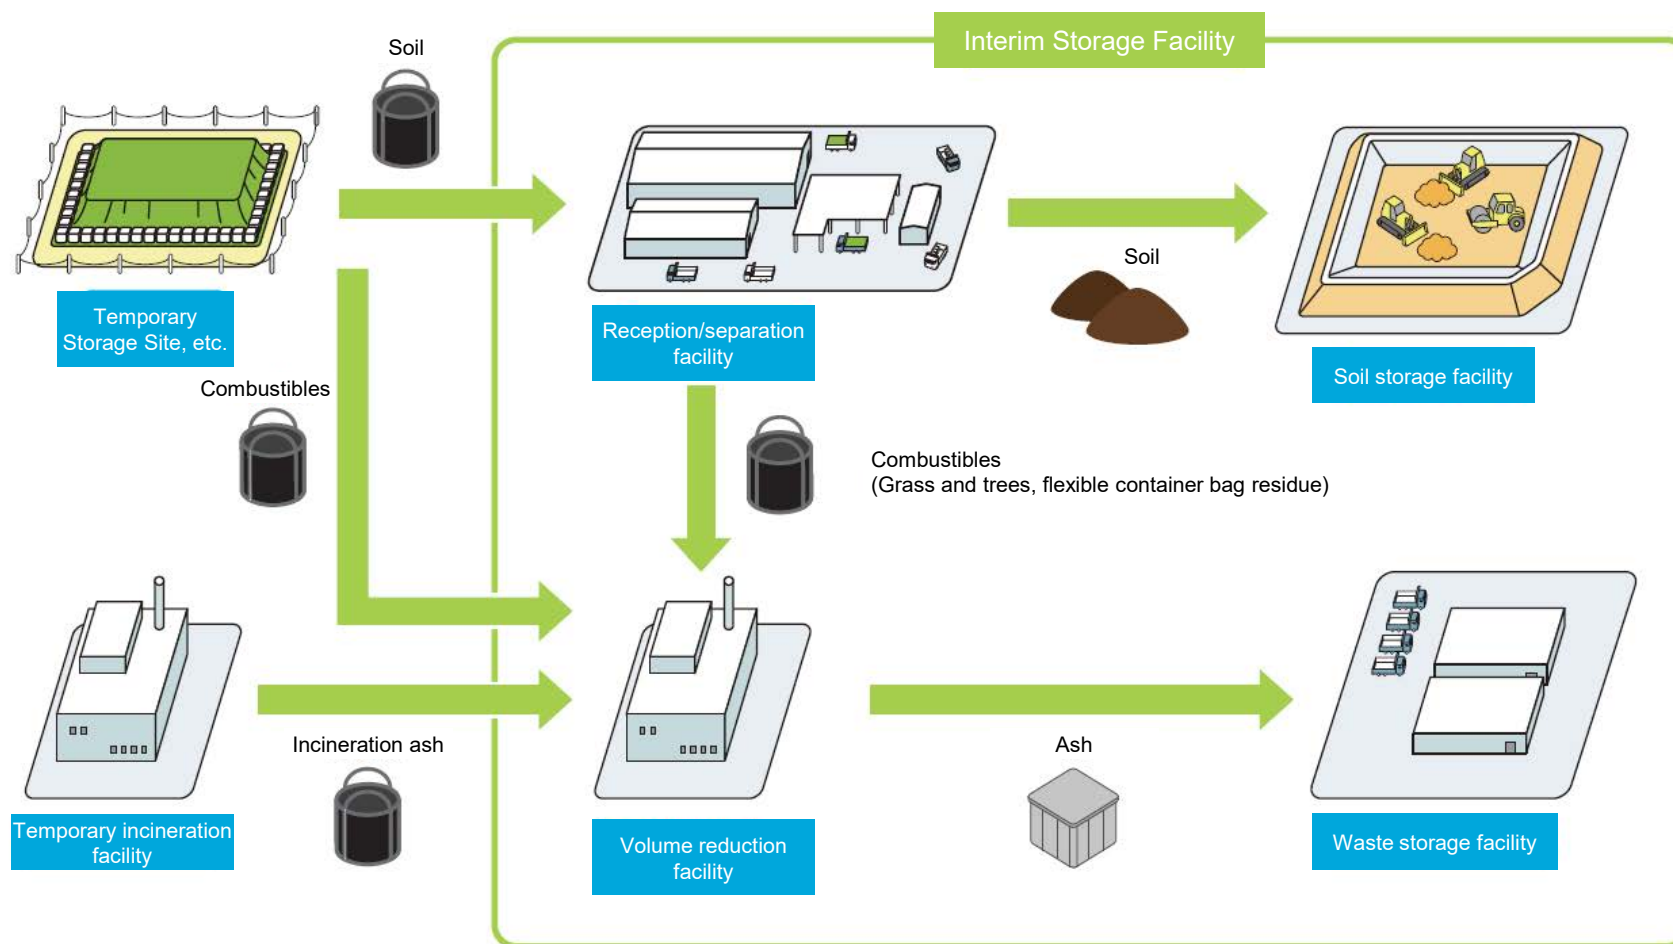 Interim Storage Facility
Soil
Temporary
Storage Site, etc.
Reception/separation
facility
Soil
Soil storage facility
Combustibles
Combustibles
(Grass and trees, flexible container bag residue)
Incineration ash
Ash
Temporary incineration
facility
Volume reduction
facility
Waste storage facility